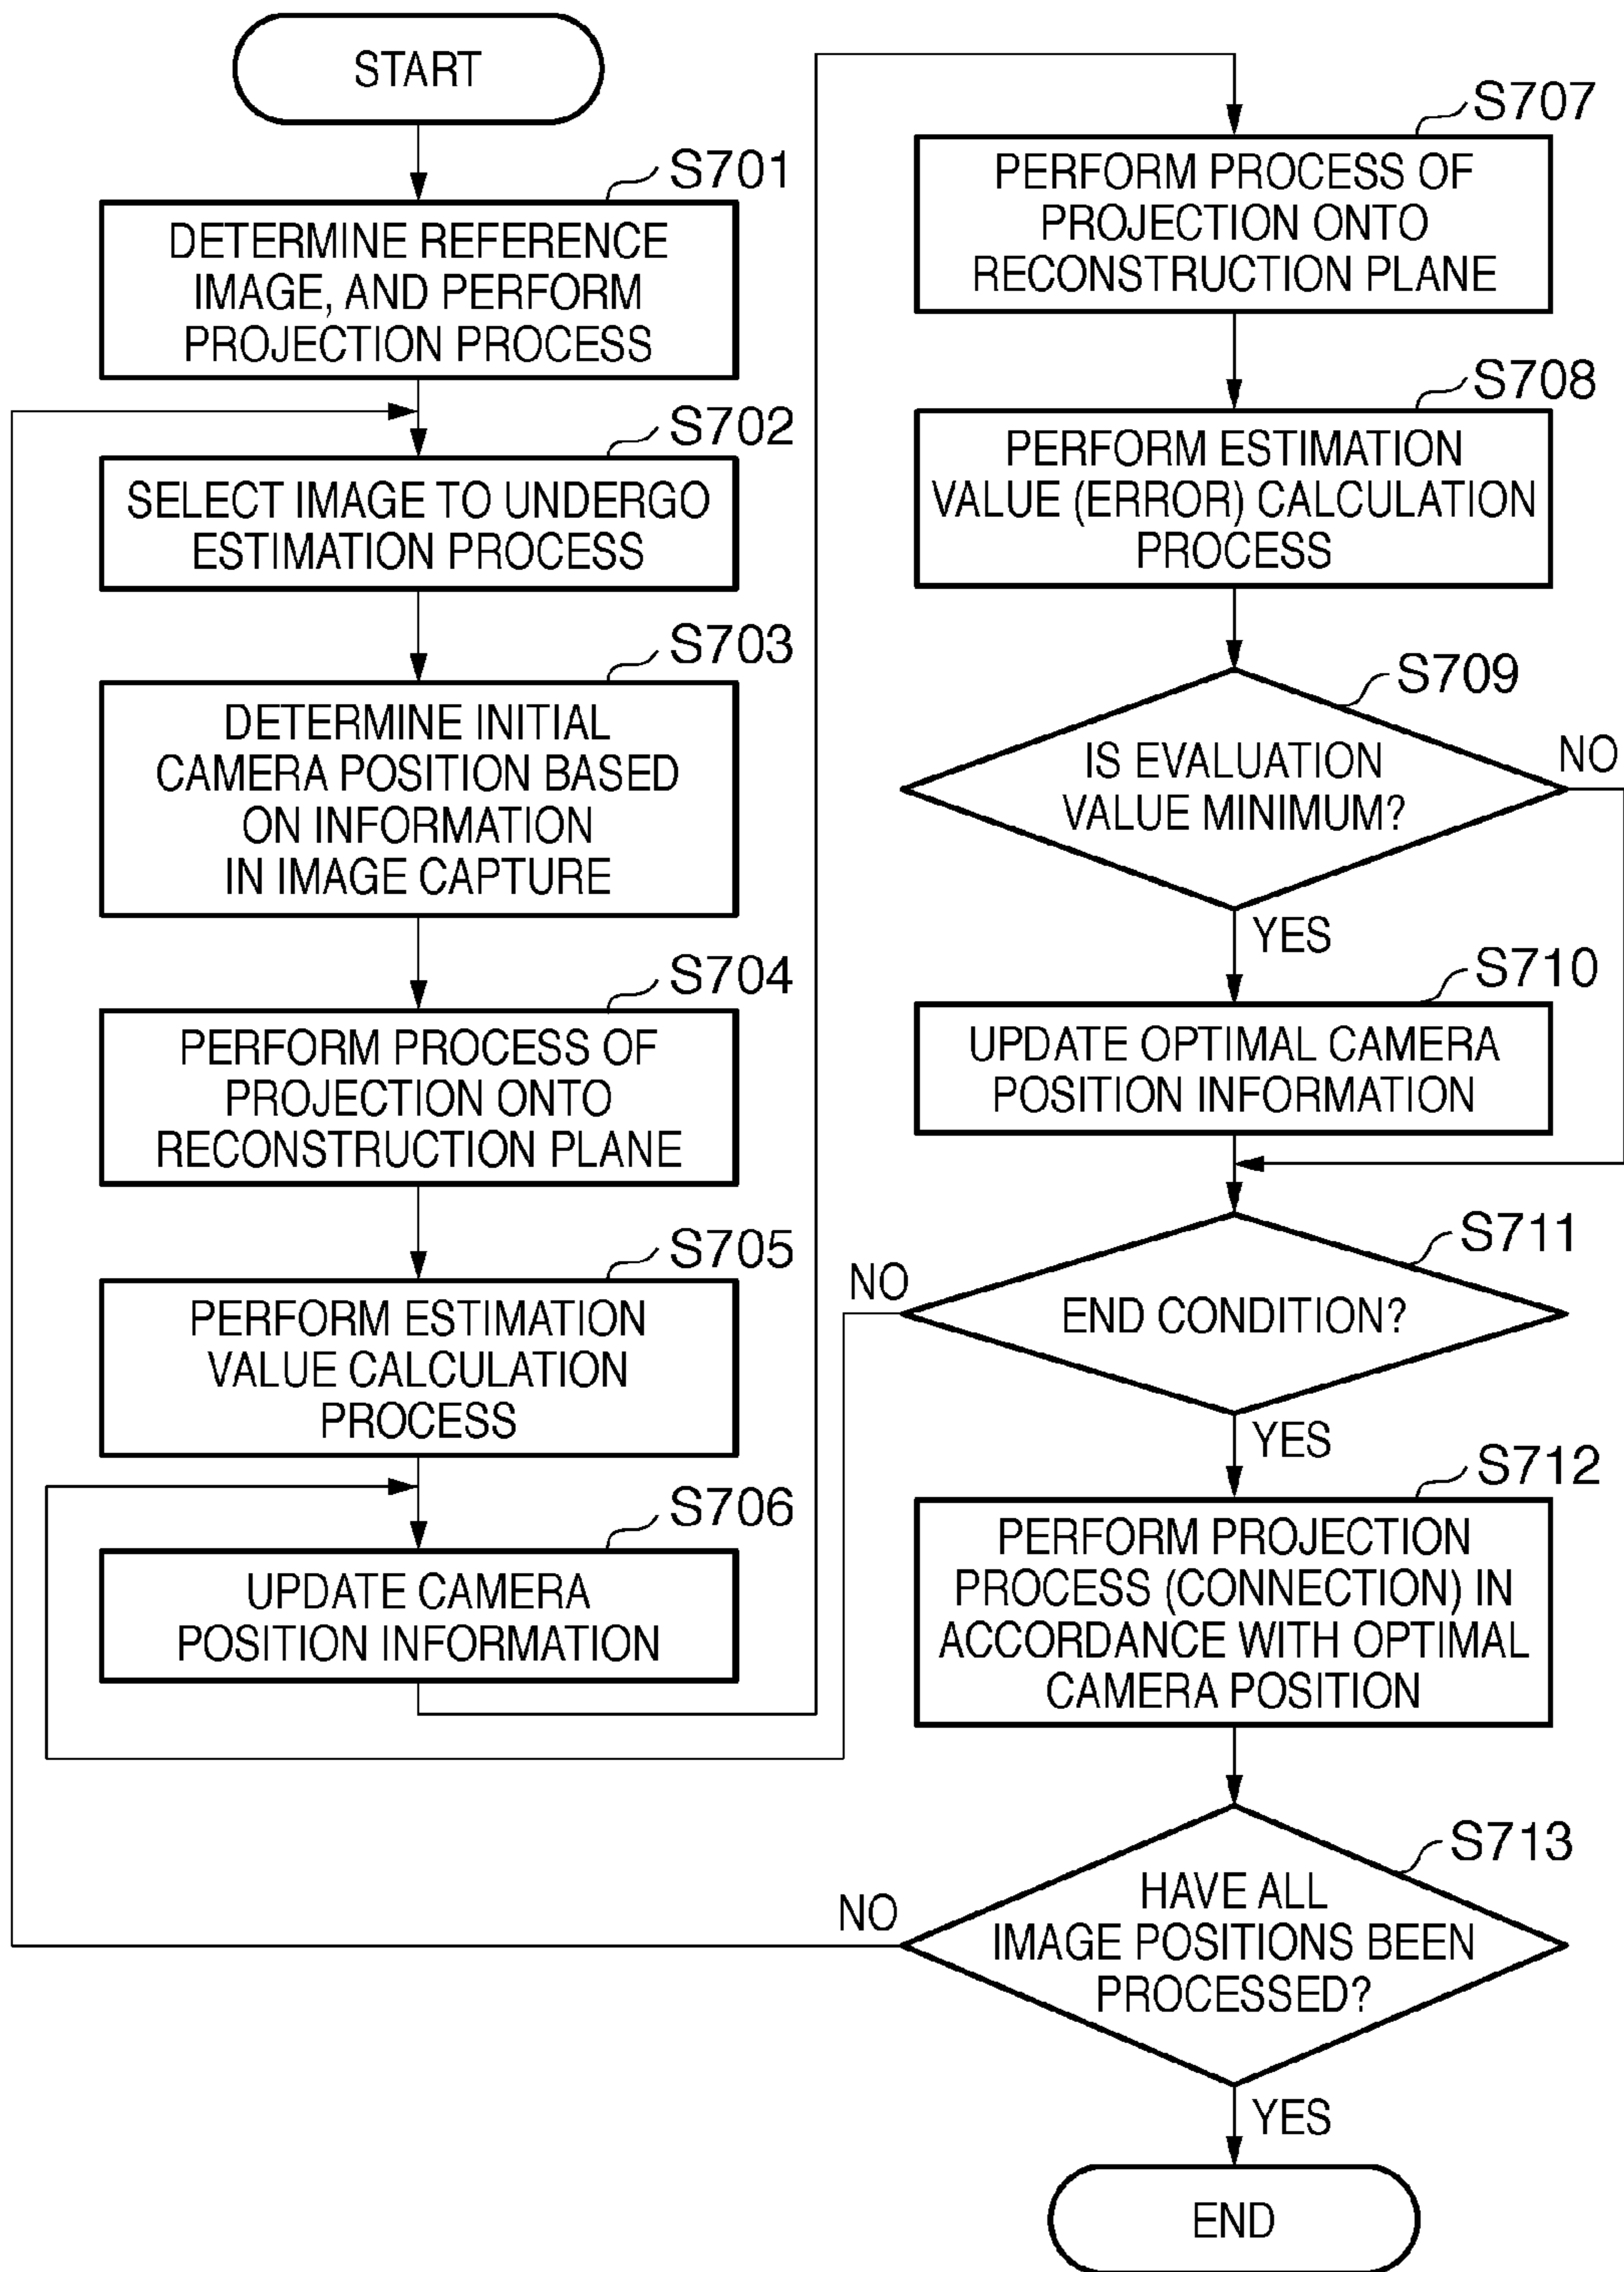 START
S701
DETERMINE REFERENCE
IMAGE, AND PERFORM
PROJECTION PROCESS
S702
SELECT IMAGE TO UNDERGO
ESTIMATION PROCESS
S703
DETERMINE INITIAL
CAMERA POSITION BASED
ON INFORMATION
IN IMAGE CAPTURE
S704
PERFORM PROCESS OF
PROJECTION ONTO
RECONSTRUCTION PLANE
S705
PERFORM ESTIMATION
VALUE CALCULATION
PROCESS
S706
UPDATE CAMERA
POSITION INFORMATION
S707
PERFORM PROCESS OF
PROJECTION ONTO
RECONSTRUCTION PLANE
S708
PERFORM ESTIMATION
VALUE (ERROR) CALCULATION
PROCESS
S709
IS EVALUATION
VALUE MINIMUM?
NO
YES
S710
UPDATE OPTIMAL CAMERA
POSITION INFORMATION
S711
NO
END CONDITION?
YES
S712
PERFORM PROJECTION
PROCESS (CONNECTION) IN
ACCORDANCE WITH OPTIMAL
CAMERA POSITION
S713
NO
HAVE ALL
IMAGE POSITIONS BEEN
PROCESSED?
YES
END